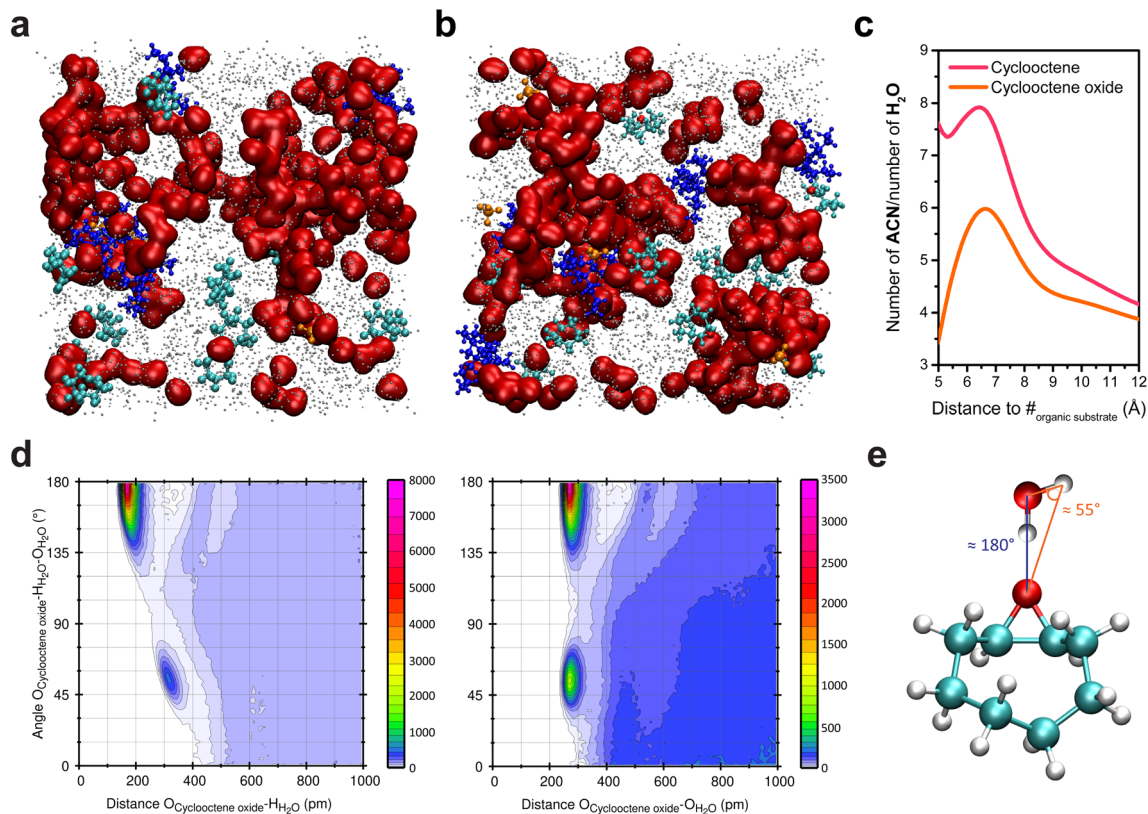 a
b
c
9
8
7
6
5
4
3
Number of ACN/number of H₂O
Cyclooctene
Cyclooctene oxide
5 6 7 8 9 10 11 12
Distance to #organic substrate (Å)
d
180
135
90
45
0
Angle OCyclooctene oxide-HH₂O-OH₂O (°)
0 200 400 600 800 1000
Distance OCyclooctene oxide-HH₂O (pm)
8000
7000
6000
5000
4000
3000
2000
1000
0
180
135
90
45
0
0 200 400 600 800 1000
Distance OCyclooctene oxide-OH₂O (pm)
3500
3000
2500
2000
1500
1000
500
0
e
≈ 55°
≈ 180°